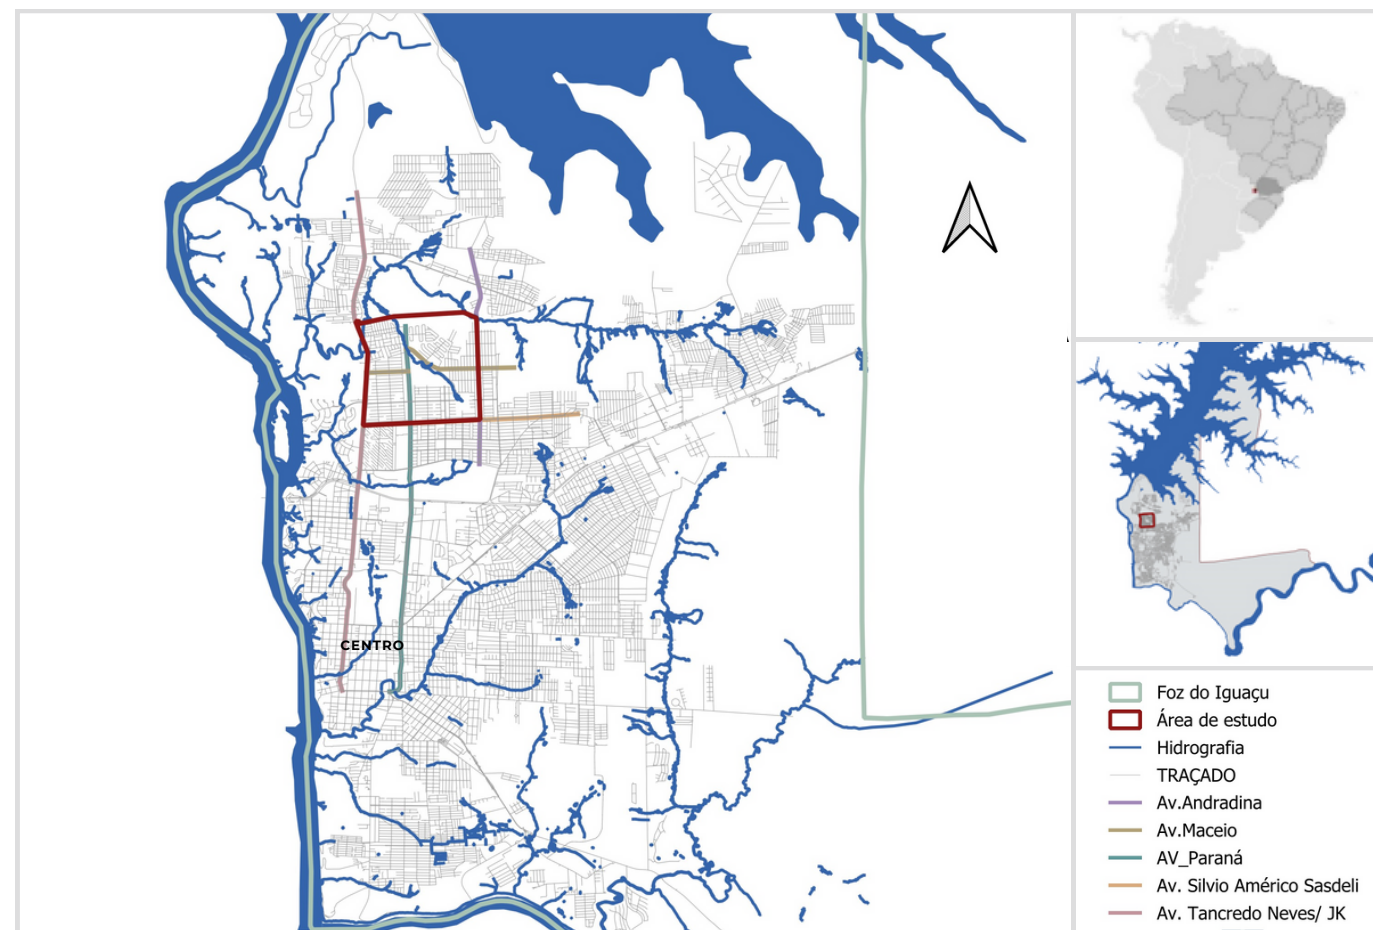 CENTRO
Foz do Iguaçu
Área de estudo
Hidrografia
TRAÇADO
Av.Andradina
Av.Maceio
AV_Paraná
Av. Silvio Américo Sasdeli
Av. Tancredo Neves/ JK